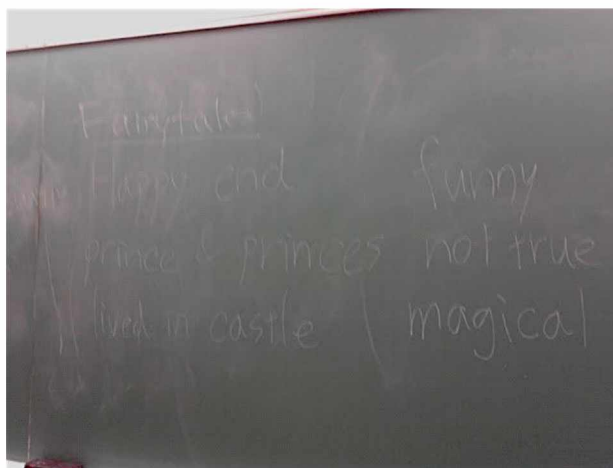 Fairytales
Happy end
prince & princes
lived in castle
funny
not true
magical